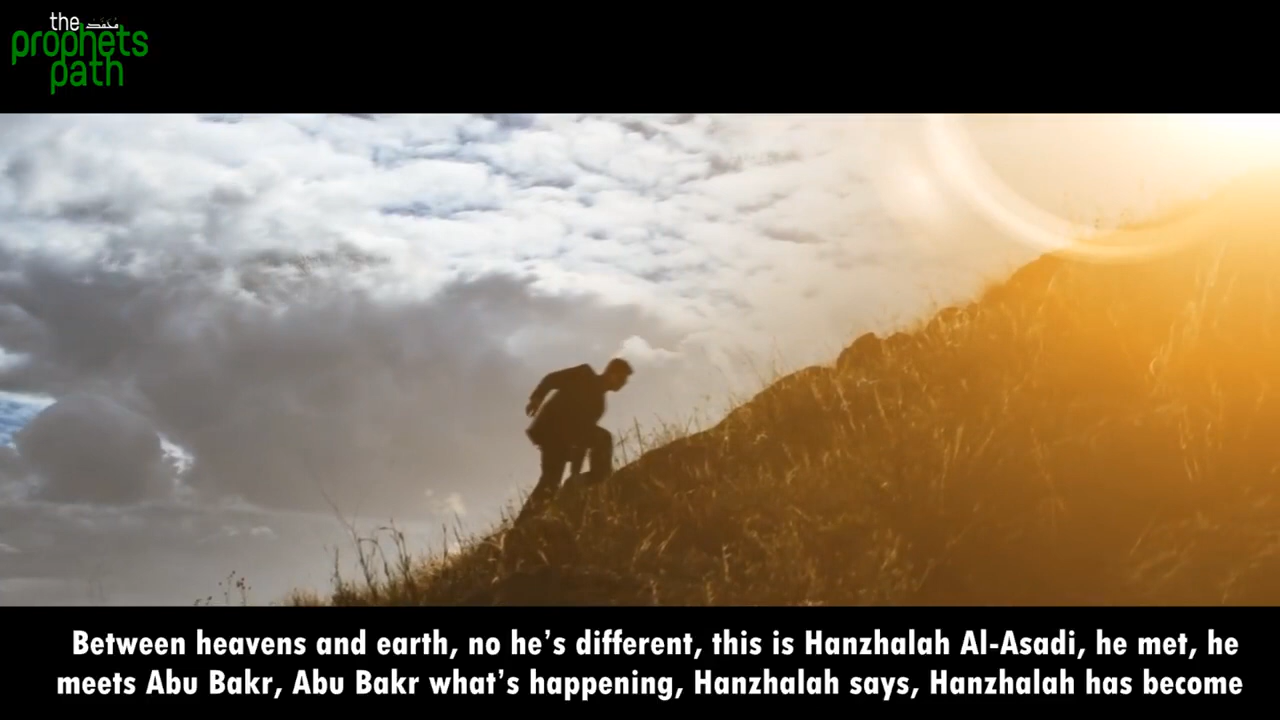 the محمد
prophets
path
Between heavens and earth, no he's different, this is Hanzhalah Al-Asadi, he met, he
meets Abu Bakr, Abu Bakr what's happening, Hanzhalah says, Hanzhalah has become